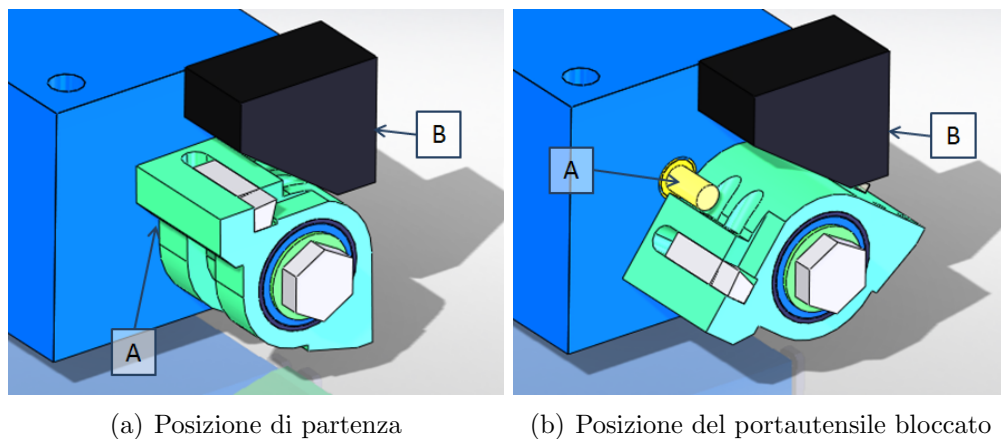 B
A
A
B
(a) Posizione di partenza
(b) Posizione del portautensile bloccato